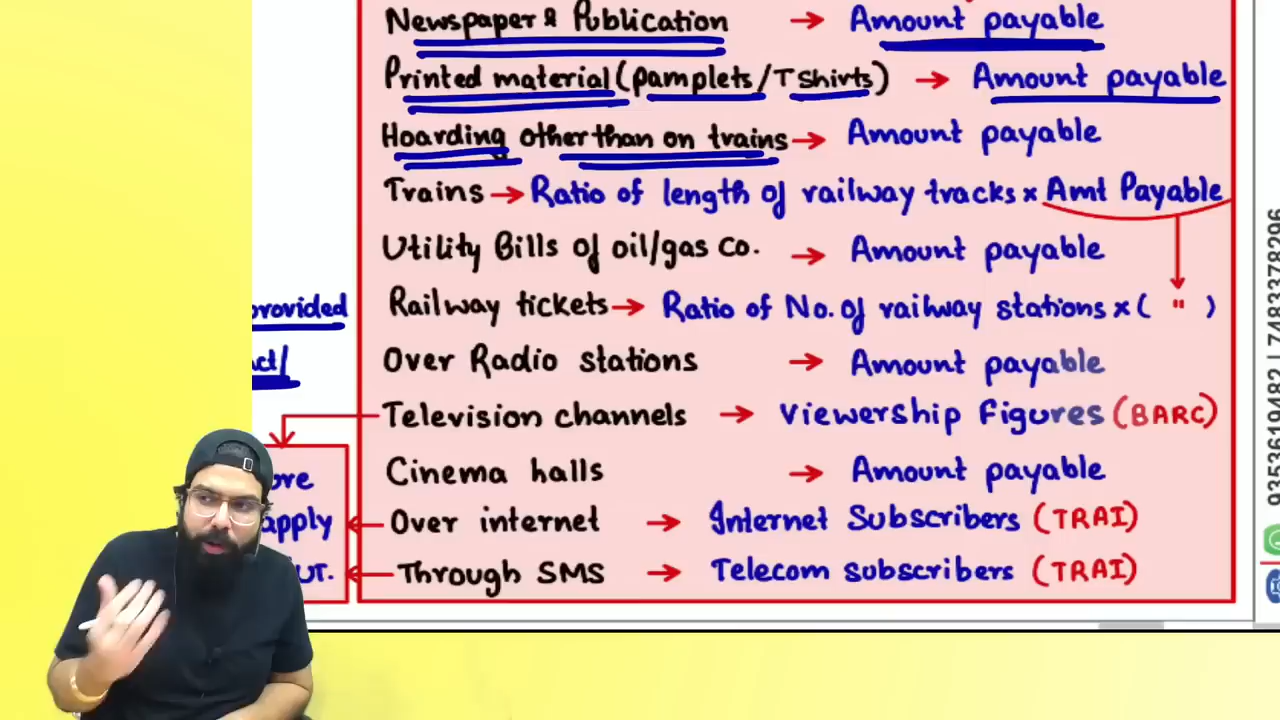 Newspaper & Publication → Amount payable
Printed material (pamplets/T Shirts) → Amount payable
Hoarding other than on trains → Amount payable
Trains → Ratio of length of railway tracks x Amt Payable
Utility Bills of oil/gas co. → Amount payable
provided
Railway tickets → Ratio of No. of railway stations x ( " )
Over Radio stations → Amount payable
Television channels → Viewership Figures (BARC)
Cinema halls → Amount payable
apply
Over internet → Internet Subscribers (TRAI)
Through SMS → Telecom subscribers (TRAI)
9353619482 | 7483378296